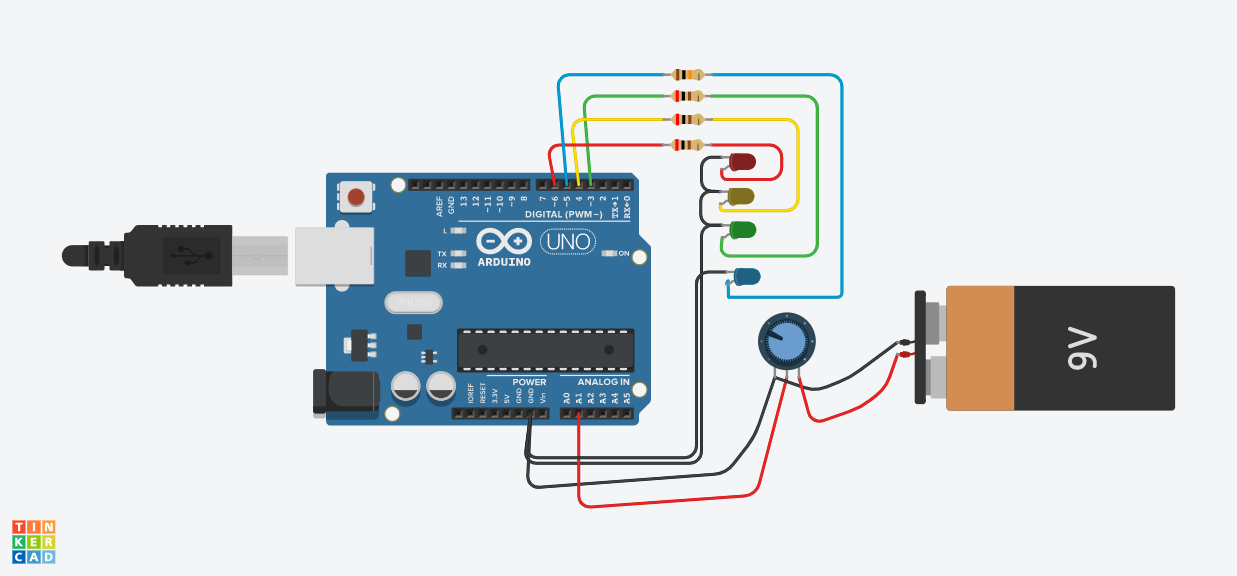 AREF
GND
13
12
~11
~10
~9
8
7
~6
~5
4
~3
2
TX→1
RX←0
DIGITAL (PWM~)
L
TX
RX
ARDUINO
UNO
ON
POWER
ANALOG IN
IOREF
RESET
3.3V
5V
GND
GND
Vin
A0
A1
A2
A3
A4
A5
9V
TIN
KER
CAD